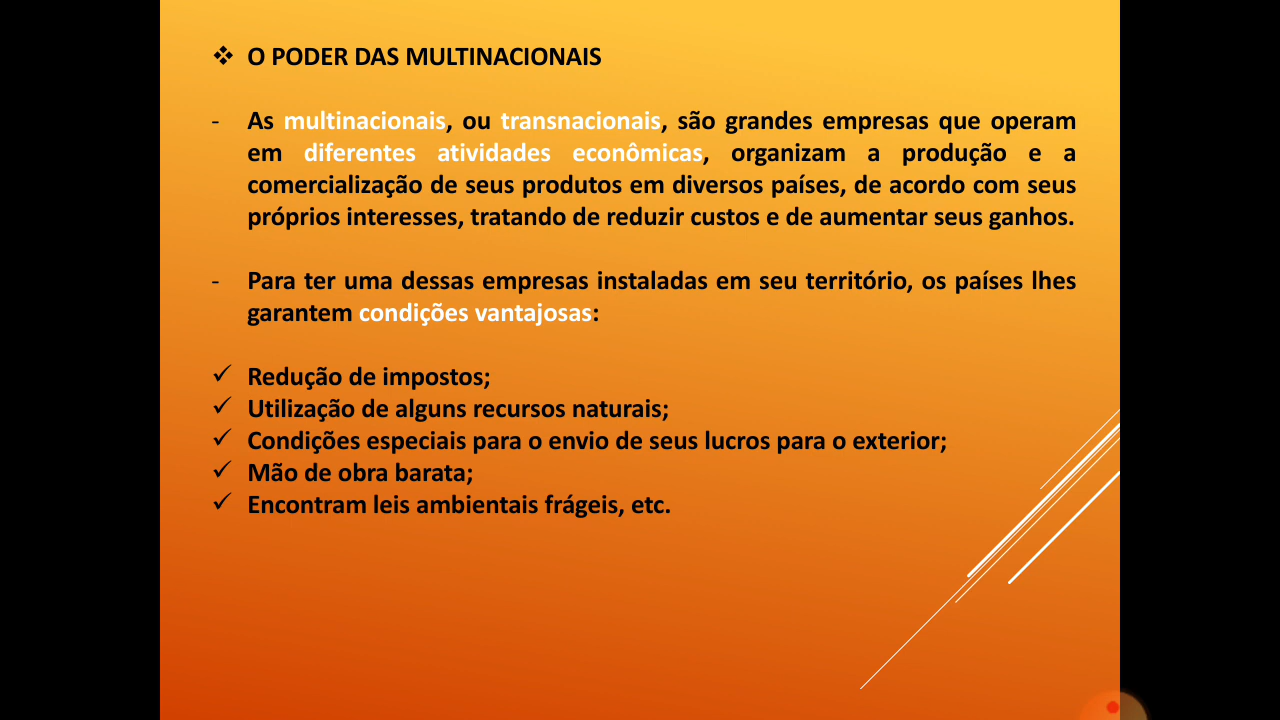 ❖ O PODER DAS MULTINACIONAIS
- As multinacionais, ou transnacionais, são grandes empresas que operam
em diferentes atividades econômicas, organizam a produção e a
comercialização de seus produtos em diversos países, de acordo com seus
próprios interesses, tratando de reduzir custos e de aumentar seus ganhos.
- Para ter uma dessas empresas instaladas em seu território, os países lhes
garantem condições vantajosas:
✓ Redução de impostos;
✓ Utilização de alguns recursos naturais;
✓ Condições especiais para o envio de seus lucros para o exterior;
✓ Mão de obra barata;
✓ Encontram leis ambientais frágeis, etc.